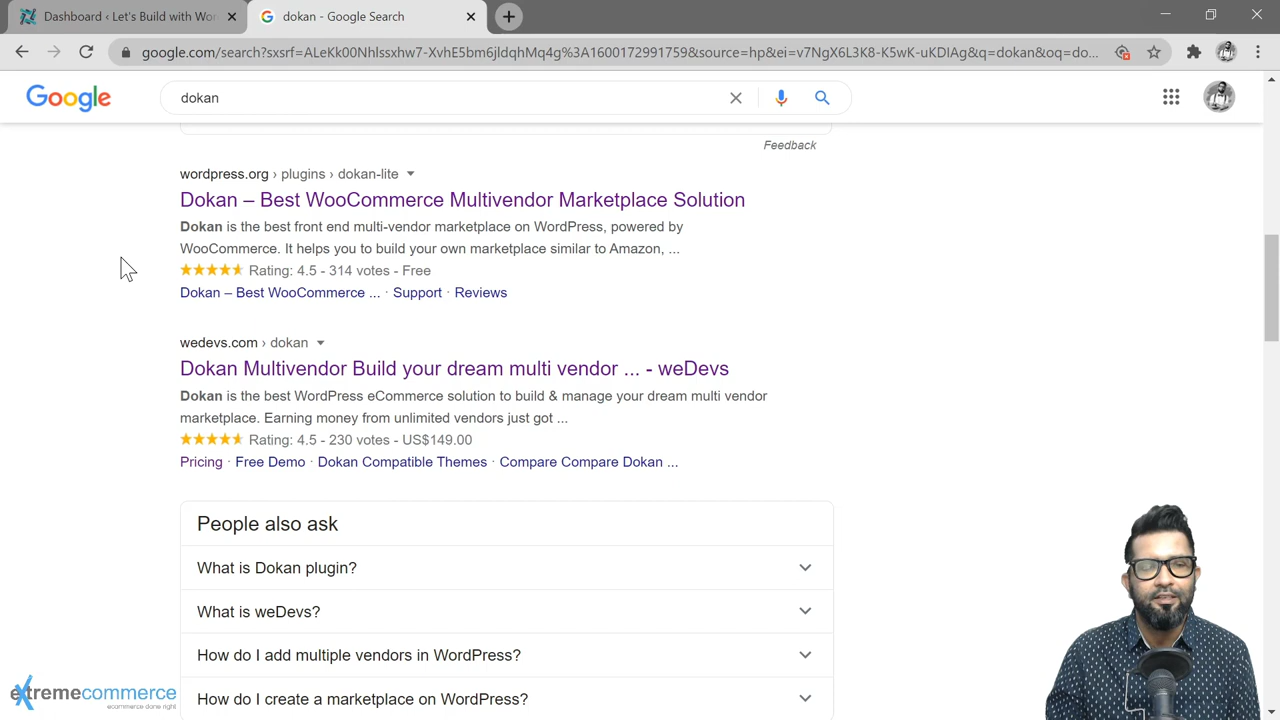 Dashboard ‹ Let's Build with Wor
dokan - Google Search
google.com/search?sxsrf=ALeKk00Nhlssxhw7-XvhE5bm6jldqhMq4g%3A1600172991759&source=hp&ei=v7NgX6L3K8-K5wK-uKDIAg&q=dokan&oq=do...
Google
dokan
Feedback
wordpress.org › plugins › dokan-lite
Dokan – Best WooCommerce Multivendor Marketplace Solution
Dokan is the best front end multi-vendor marketplace on WordPress, powered by
WooCommerce. It helps you to build your own marketplace similar to Amazon, ...
Rating: 4.5 - 314 votes - Free
Dokan – Best WooCommerce ... · Support · Reviews
wedevs.com › dokan
Dokan Multivendor Build your dream multi vendor ... - weDevs
Dokan is the best WordPress eCommerce solution to build & manage your dream multi vendor
marketplace. Earning money from unlimited vendors just got ...
Rating: 4.5 - 230 votes - US$149.00
Pricing · Free Demo · Dokan Compatible Themes · Compare Compare Dokan ...
People also ask
What is Dokan plugin?
What is weDevs?
How do I add multiple vendors in WordPress?
How do I create a marketplace on WordPress?
extremecommerce
ecommerce done right